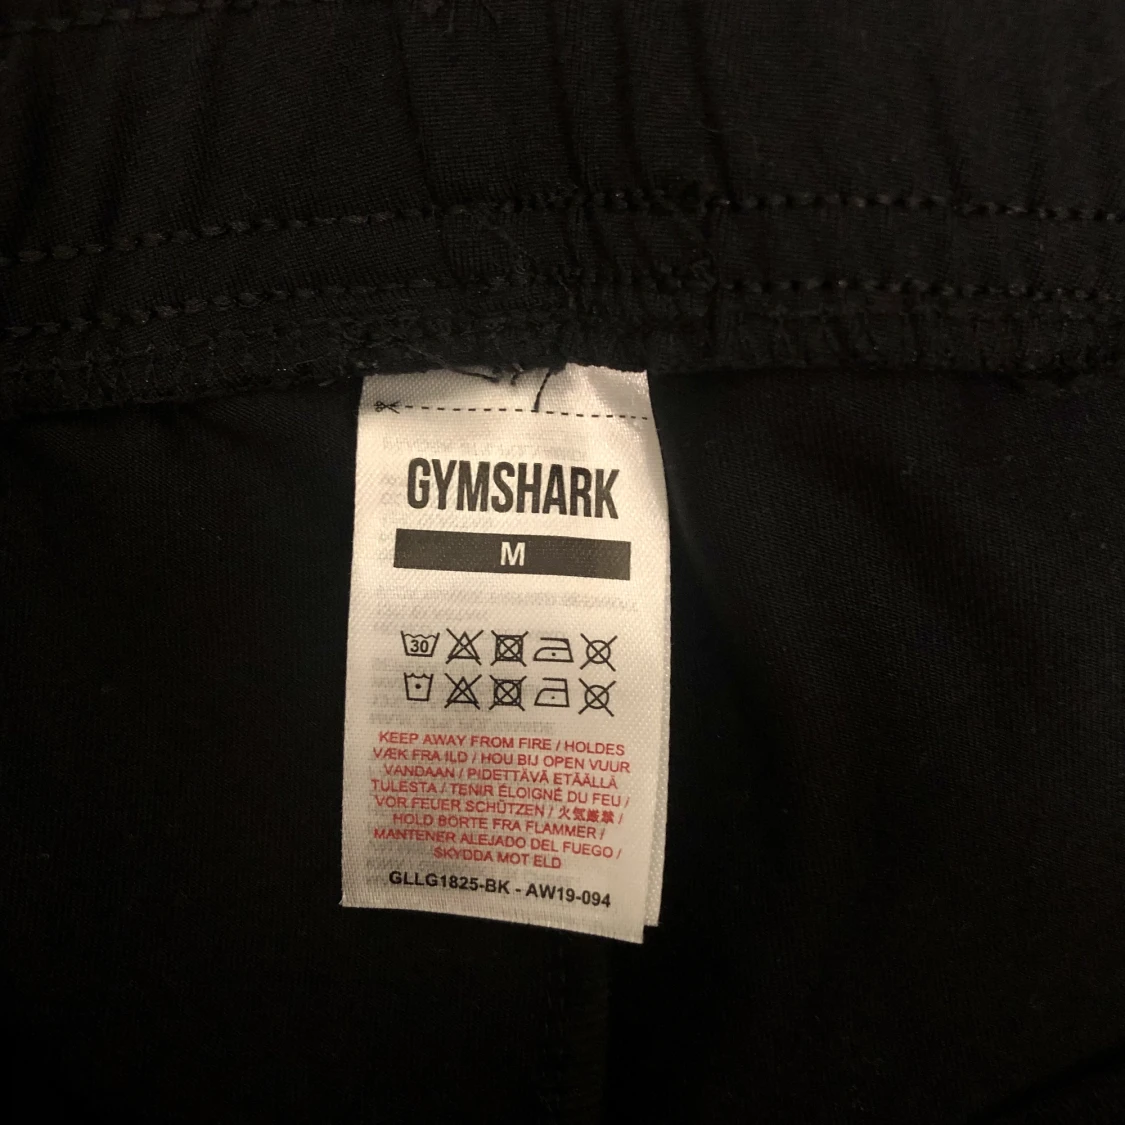 GYMSHARK
M
30
KEEP AWAY FROM FIRE / HOLDES
VÆK FRA ILD / HOU BIJ OPEN VUUR
VANDAAN / PIDETTÄVÄ ETÄÄLLÄ
TULESTA / TENIR ÉLOIGNÉ DU FEU /
VOR FEUER SCHÜTZEN / 火気厳禁 /
HOLD BORTE FRA FLAMMER /
MANTENER ALEJADO DEL FUEGO /
SKYDDA MOT ELD
GLLG1825-BK - AW19-094